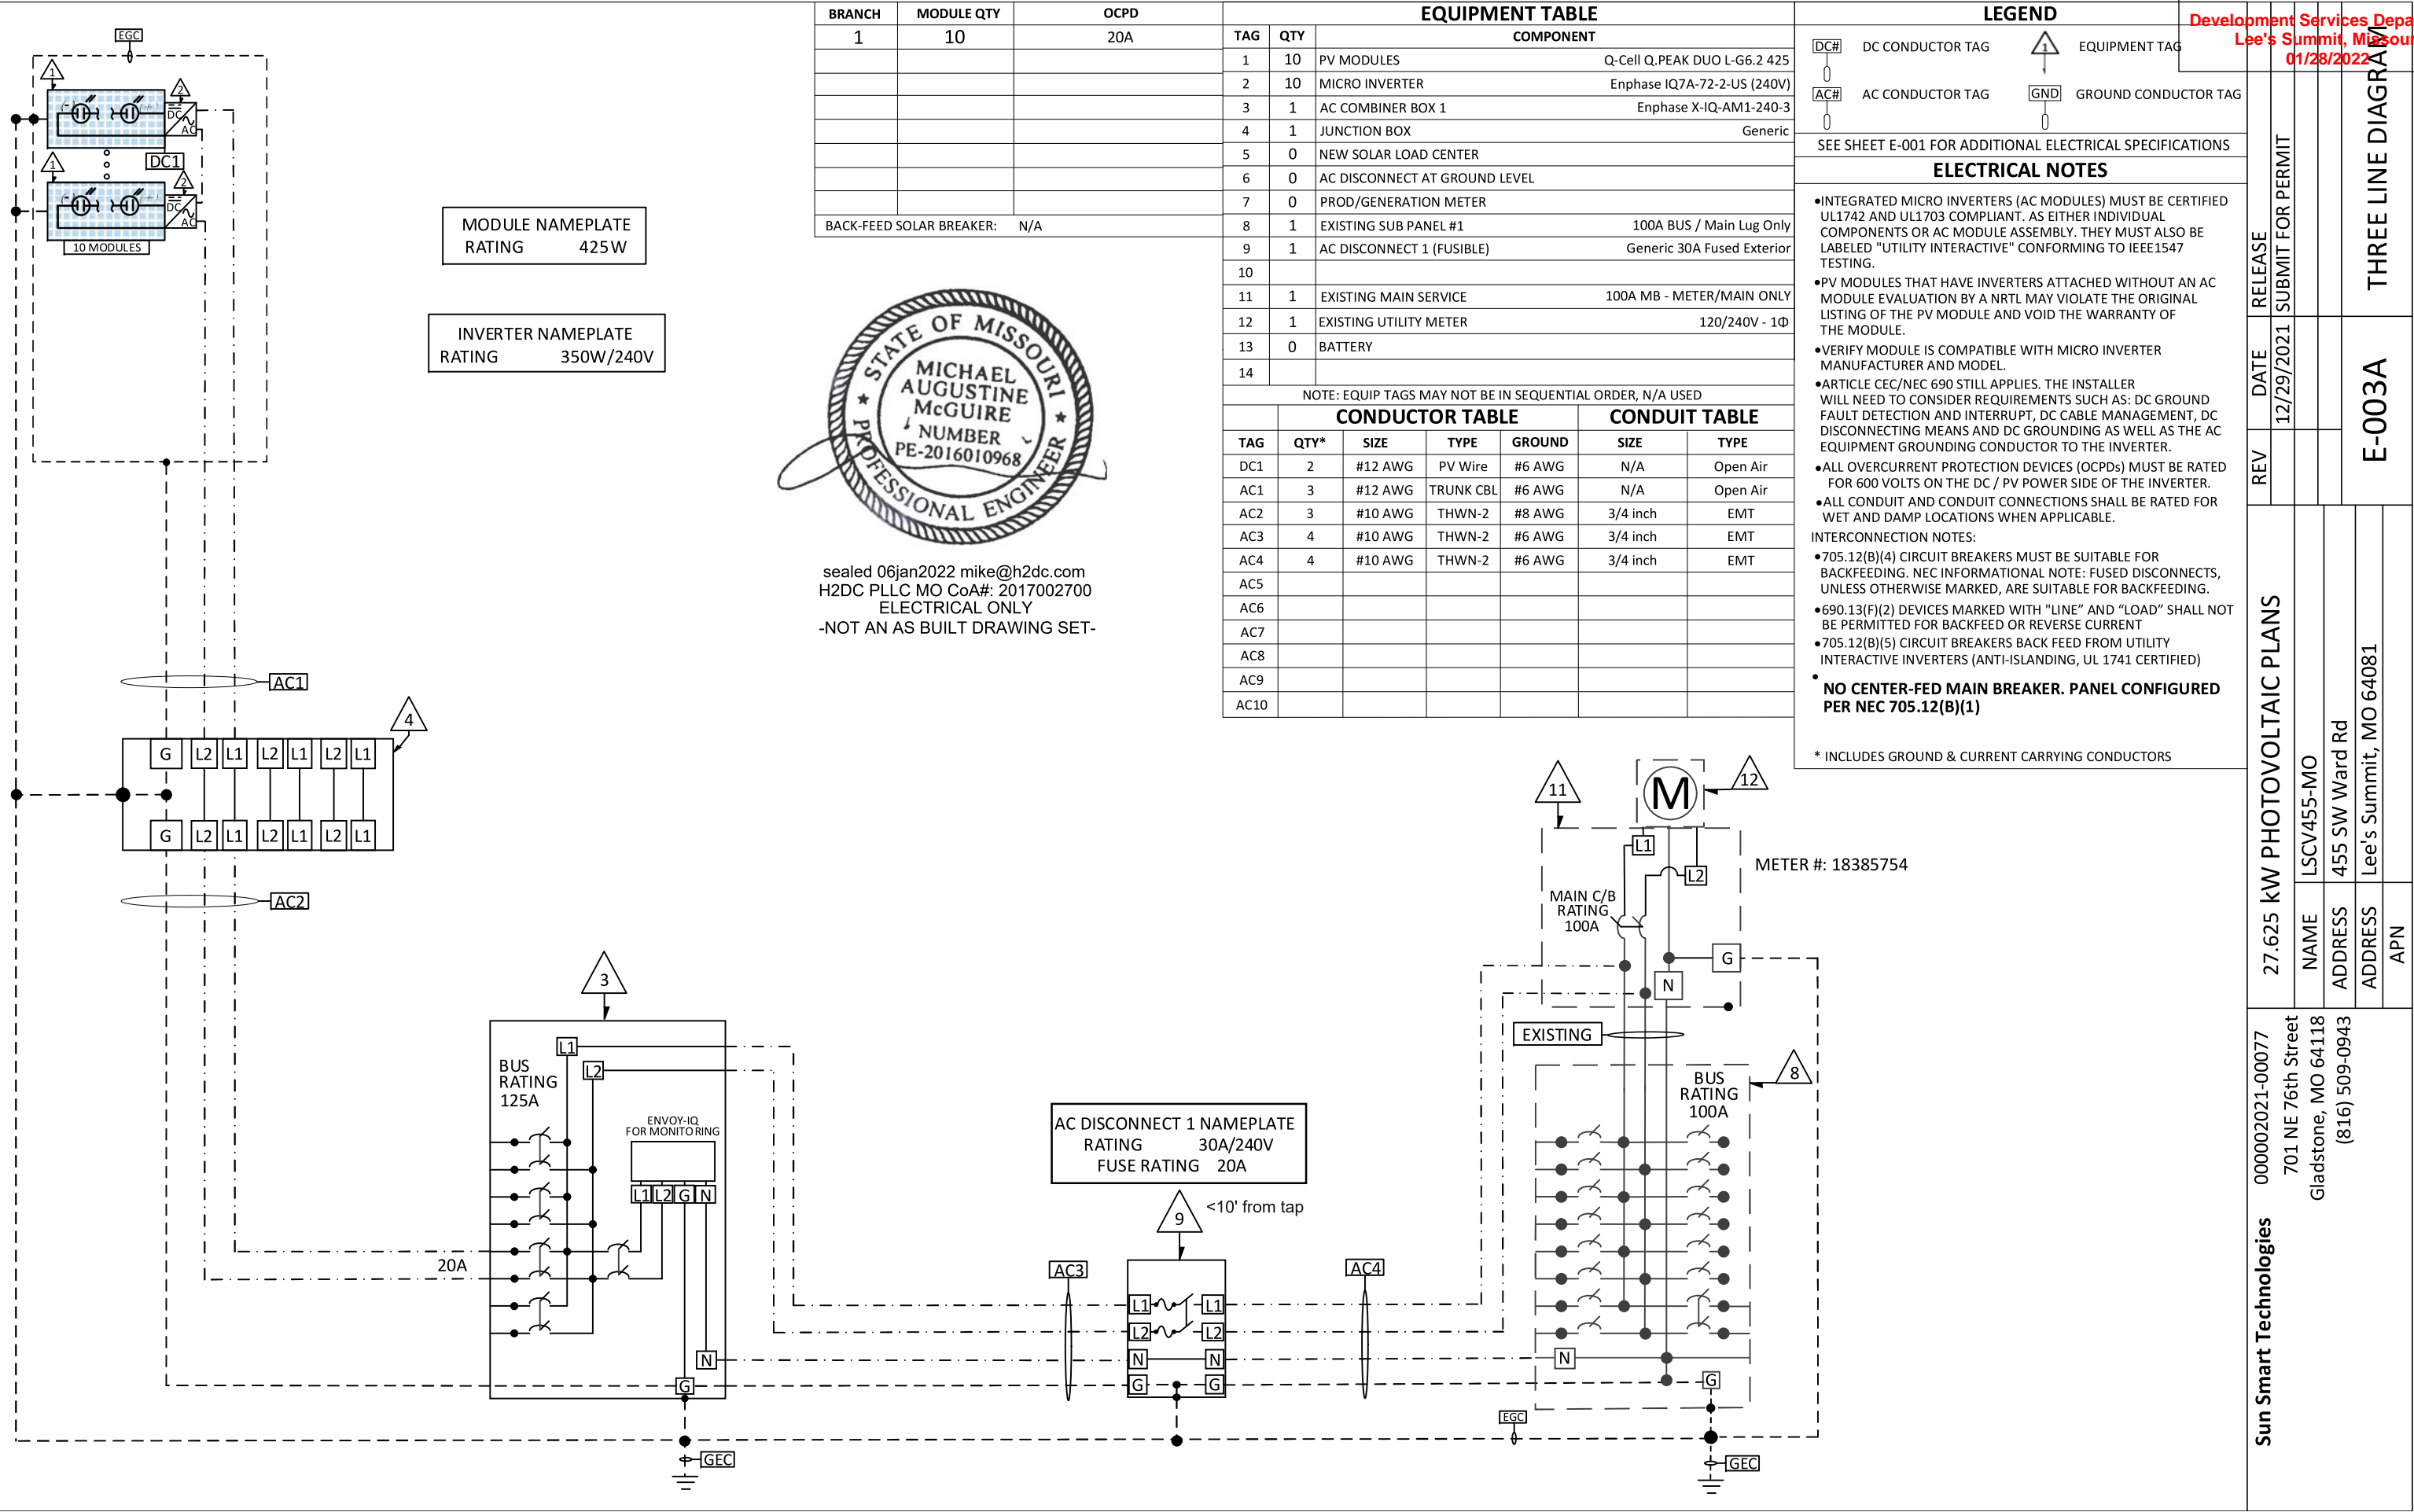 EGC
1
2
DC
AC
1
DC1
2
DC
AC
10 MODULES
MODULE NAMEPLATE
RATING 425W
INVERTER NAMEPLATE
RATING 350W/240V
BRANCH MODULE QTY OCPD
1 10 20A
BACK-FEED SOLAR BREAKER: N/A
STATE OF MISSOURI
MICHAEL
AUGUSTINE
McGUIRE
NUMBER
PE-2016010968
PROFESSIONAL ENGINEER
sealed 06jan2022 mike@h2dc.com
H2DC PLLC MO CoA#: 2017002700
ELECTRICAL ONLY
-NOT AN AS BUILT DRAWING SET-
EQUIPMENT TABLE
TAG QTY COMPONENT
1 10 PV MODULES Q-Cell Q.PEAK DUO L-G6.2 425
2 10 MICRO INVERTER Enphase IQ7A-72-2-US (240V)
3 1 AC COMBINER BOX 1 Enphase X-IQ-AM1-240-3
4 1 JUNCTION BOX Generic
5 0 NEW SOLAR LOAD CENTER
6 0 AC DISCONNECT AT GROUND LEVEL
7 0 PROD/GENERATION METER
8 1 EXISTING SUB PANEL #1 100A BUS / Main Lug Only
9 1 AC DISCONNECT 1 (FUSIBLE) Generic 30A Fused Exterior
10
11 1 EXISTING MAIN SERVICE 100A MB - METER/MAIN ONLY
12 1 EXISTING UTILITY METER 120/240V - 1Φ
13 0 BATTERY
14
NOTE: EQUIP TAGS MAY NOT BE IN SEQUENTIAL ORDER, N/A USED
CONDUCTOR TABLE CONDUIT TABLE
TAG QTY* SIZE TYPE GROUND SIZE TYPE
DC1 2 #12 AWG PV Wire #6 AWG N/A Open Air
AC1 3 #12 AWG TRUNK CBL #6 AWG N/A Open Air
AC2 3 #10 AWG THWN-2 #8 AWG 3/4 inch EMT
AC3 4 #10 AWG THWN-2 #6 AWG 3/4 inch EMT
AC4 4 #10 AWG THWN-2 #6 AWG 3/4 inch EMT
AC5
AC6
AC7
AC8
AC9
AC10
LEGEND
DC# DC CONDUCTOR TAG 1 EQUIPMENT TAG
AC# AC CONDUCTOR TAG GND GROUND CONDUCTOR TAG
SEE SHEET E-001 FOR ADDITIONAL ELECTRICAL SPECIFICATIONS
ELECTRICAL NOTES
•INTEGRATED MICRO INVERTERS (AC MODULES) MUST BE CERTIFIED
UL1742 AND UL1703 COMPLIANT. AS EITHER INDIVIDUAL
COMPONENTS OR AC MODULE ASSEMBLY. THEY MUST ALSO BE
LABELED "UTILITY INTERACTIVE" CONFORMING TO IEEE1547
TESTING.
•PV MODULES THAT HAVE INVERTERS ATTACHED WITHOUT AN AC
MODULE EVALUATION BY A NRTL MAY VIOLATE THE ORIGINAL
LISTING OF THE PV MODULE AND VOID THE WARRANTY OF
THE MODULE.
•VERIFY MODULE IS COMPATIBLE WITH MICRO INVERTER
MANUFACTURER AND MODEL.
•ARTICLE CEC/NEC 690 STILL APPLIES. THE INSTALLER
WILL NEED TO CONSIDER REQUIREMENTS SUCH AS: DC GROUND
FAULT DETECTION AND INTERRUPT, DC CABLE MANAGEMENT, DC
DISCONNECTING MEANS AND DC GROUNDING AS WELL AS THE AC
EQUIPMENT GROUNDING CONDUCTOR TO THE INVERTER.
•ALL OVERCURRENT PROTECTION DEVICES (OCPDs) MUST BE RATED
FOR 600 VOLTS ON THE DC / PV POWER SIDE OF THE INVERTER.
•ALL CONDUIT AND CONDUIT CONNECTIONS SHALL BE RATED FOR
WET AND DAMP LOCATIONS WHEN APPLICABLE.
INTERCONNECTION NOTES:
•705.12(B)(4) CIRCUIT BREAKERS MUST BE SUITABLE FOR
BACKFEEDING. NEC INFORMATIONAL NOTE: FUSED DISCONNECTS,
UNLESS OTHERWISE MARKED, ARE SUITABLE FOR BACKFEEDING.
•690.13(F)(2) DEVICES MARKED WITH "LINE” AND “LOAD” SHALL NOT
BE PERMITTED FOR BACKFEED OR REVERSE CURRENT
•705.12(B)(5) CIRCUIT BREAKERS BACK FEED FROM UTILITY
INTERACTIVE INVERTERS (ANTI-ISLANDING, UL 1741 CERTIFIED)
•
NO CENTER-FED MAIN BREAKER. PANEL CONFIGURED
PER NEC 705.12(B)(1)
* INCLUDES GROUND & CURRENT CARRYING CONDUCTORS
Development Services Depa
Lee's Summit, Missour
01/28/2022
THREE LINE DIAGRAM
E-003A
RELEASE
SUBMIT FOR PERMIT
DATE
12/29/2021
REV
27.625 kW PHOTOVOLTAIC PLANS
NAME LSCV455-MO
ADDRESS 455 SW Ward Rd
ADDRESS Lee's Summit, MO 64081
APN
Sun Smart Technologies 000002021-00077
701 NE 76th Street
Gladstone, MO 64118
(816) 509-0943
AC1
4
G L2 L1 L2 L1 L2 L1
G L2 L1 L2 L1 L2 L1
AC2
3
L1
L2
BUS
RATING
125A
ENVOY-IQ
FOR MONITORING
L1 L2 G N
20A
N
G
GEC
AC DISCONNECT 1 NAMEPLATE
RATING 30A/240V
FUSE RATING 20A
9
<10' from tap
AC3
AC4
L1 L1
L2 L2
N N
G G
11
M
12
L1
L2
METER #: 18385754
MAIN C/B
RATING
100A
G
N
EXISTING
8
BUS
RATING
100A
N
G
EGC
GEC